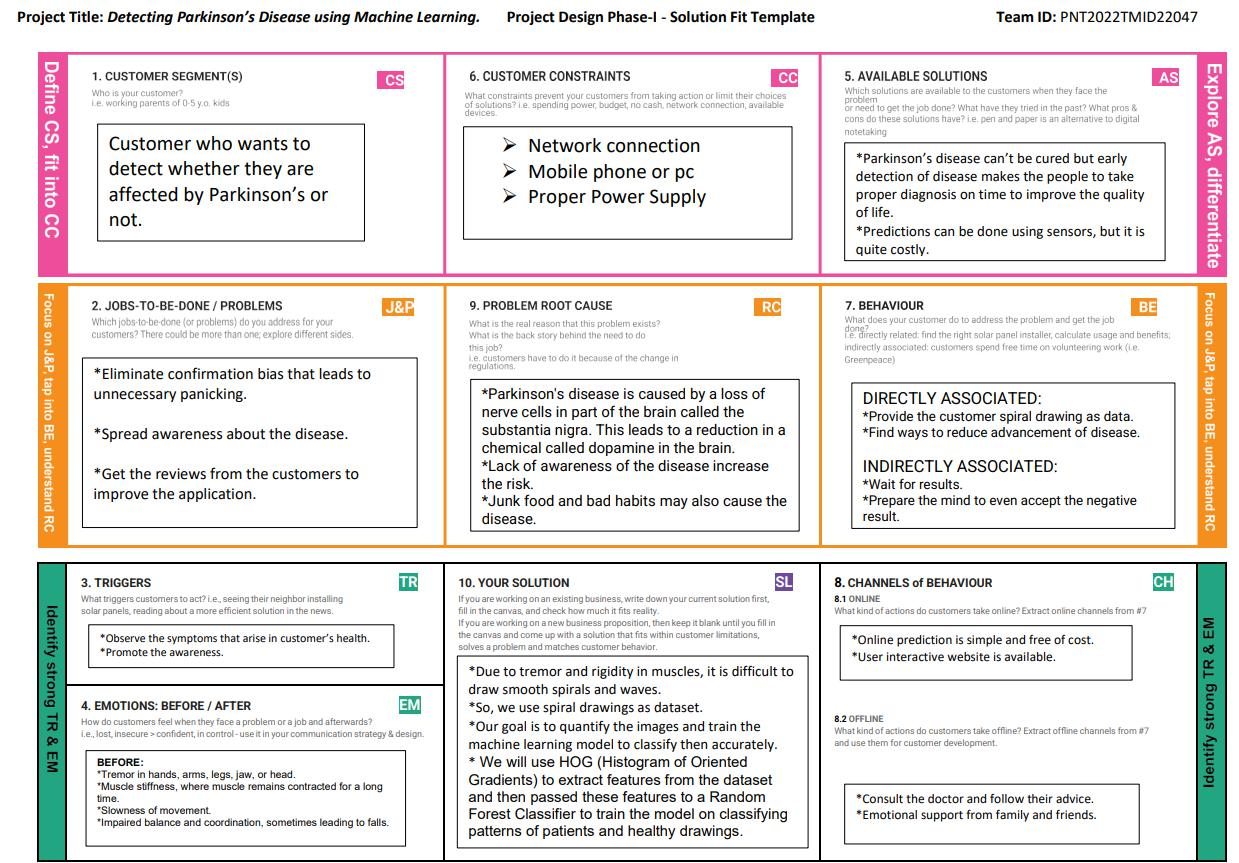 Project Title: Detecting Parkinson's Disease using Machine Learning. Project Design Phase-I - Solution Fit Template Team ID: PNT2022TMID22047
Define CS, fit into CC
1. CUSTOMER SEGMENT(S)
CS
Who is your customer?
i.e. working parents of 0-5 y.o. kids
Customer who wants to
detect whether they are
affected by Parkinson's or
not.
6. CUSTOMER CONSTRAINTS
CC
What constraints prevent your customers from taking action or limit their choices
of solutions? i.e. spending power, budget, no cash, network connection, available
devices.
➢ Network connection
➢ Mobile phone or pc
➢ Proper Power Supply
5. AVAILABLE SOLUTIONS
AS
Which solutions are available to the customers when they face the
problem
or need to get the job done? What have they tried in the past? What pros &
cons do these solutions have? i.e. pen and paper is an alternative to digital
notetaking
*Parkinson's disease can't be cured but early
detection of disease makes the people to take
proper diagnosis on time to improve the quality
of life.
*Predictions can be done using sensors, but it is
quite costly.
Explore AS, differentiate
Focus on J&P, tap into BE, understand RC
2. JOBS-TO-BE-DONE / PROBLEMS
J&P
Which jobs-to-be-done (or problems) do you address for your
customers? There could be more than one; explore different sides.
*Eliminate confirmation bias that leads to
unnecessary panicking.
*Spread awareness about the disease.
*Get the reviews from the customers to
improve the application.
9. PROBLEM ROOT CAUSE
RC
What is the real reason that this problem exists?
What is the back story behind the need to do
this job?
i.e. customers have to do it because of the change in
regulations.
*Parkinson's disease is caused by a loss of
nerve cells in part of the brain called the
substantia nigra. This leads to a reduction in a
chemical called dopamine in the brain.
*Lack of awareness of the disease increase
the risk.
*Junk food and bad habits may also cause the
disease.
7. BEHAVIOUR
BE
What does your customer do to address the problem and get the job
done?
i.e. directly related: find the right solar panel installer, calculate usage and benefits;
indirectly associated: customers spend free time on volunteering work (i.e.
Greenpeace)
DIRECTLY ASSOCIATED:
*Provide the customer spiral drawing as data.
*Find ways to reduce advancement of disease.
INDIRECTLY ASSOCIATED:
*Wait for results.
*Prepare the mind to even accept the negative
result.
Focus on J&P, tap into BE, understand RC
Identify strong TR & EM
3. TRIGGERS
TR
What triggers customers to act? i.e., seeing their neighbor installing
solar panels, reading about a more efficient solution in the news.
*Observe the symptoms that arise in customer's health.
*Promote the awareness.
4. EMOTIONS: BEFORE / AFTER
EM
How do customers feel when they face a problem or a job and afterwards?
i.e., lost, insecure > confident, in control - use it in your communication strategy & design.
BEFORE:
*Tremor in hands, arms, legs, jaw, or head.
*Muscle stiffness, where muscle remains contracted for a long
time.
*Slowness of movement.
*Impaired balance and coordination, sometimes leading to falls.
10. YOUR SOLUTION
SL
If you are working on an existing business, write down your current solution first,
fill in the canvas, and check how much it fits reality.
If you are working on a new business proposition, then keep it blank until you fill in
the canvas and come up with a solution that fits within customer limitations,
solves a problem and matches customer behavior.
*Due to tremor and rigidity in muscles, it is difficult to
draw smooth spirals and waves.
*So, we use spiral drawings as dataset.
*Our goal is to quantify the images and train the
machine learning model to classify then accurately.
* We will use HOG (Histogram of Oriented
Gradients) to extract features from the dataset
and then passed these features to a Random
Forest Classifier to train the model on classifying
patterns of patients and healthy drawings.
8. CHANNELS of BEHAVIOUR
CH
8.1 ONLINE
What kind of actions do customers take online? Extract online channels from #7
*Online prediction is simple and free of cost.
*User interactive website is available.
8.2 OFFLINE
What kind of actions do customers take offline? Extract offline channels from #7
and use them for customer development.
*Consult the doctor and follow their advice.
*Emotional support from family and friends.
Identify strong TR & EM